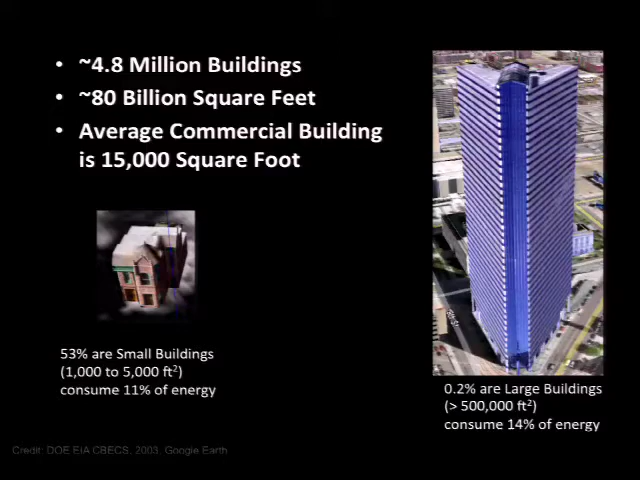 • ~4.8 Million Buildings
• ~80 Billion Square Feet
• Average Commercial Building
is 15,000 Square Foot
53% are Small Buildings
(1,000 to 5,000 ft²)
consume 11% of energy
0.2% are Large Buildings
(> 500,000 ft²)
consume 14% of energy
Credit: DOE EIA CBECS, 2003, Google Earth